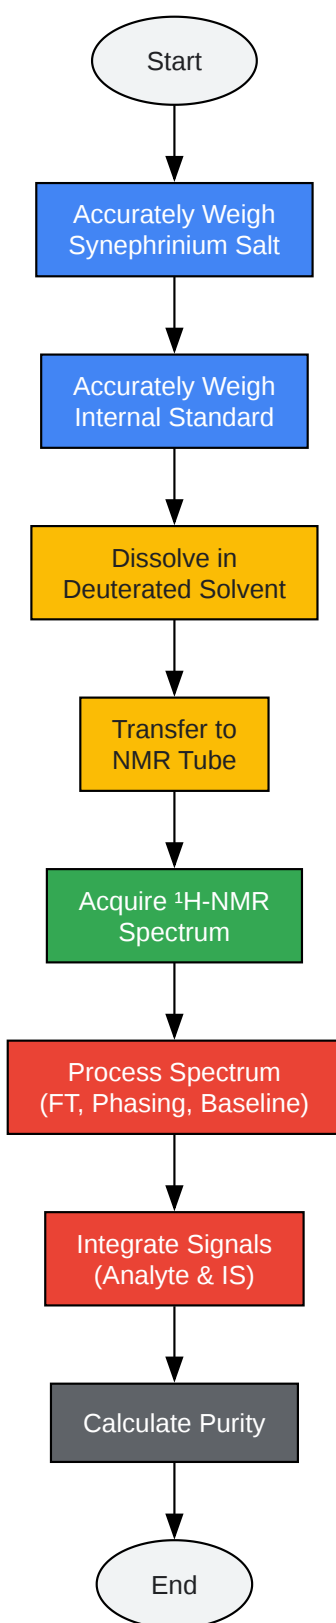 Start
Accurately Weigh
Synephrinium Salt
Accurately Weigh
Internal Standard
Dissolve in
Deuterated Solvent
Transfer to
NMR Tube
Acquire ¹H-NMR
Spectrum
Process Spectrum
(FT, Phasing, Baseline)
Integrate Signals
(Analyte & IS)
Calculate Purity
End